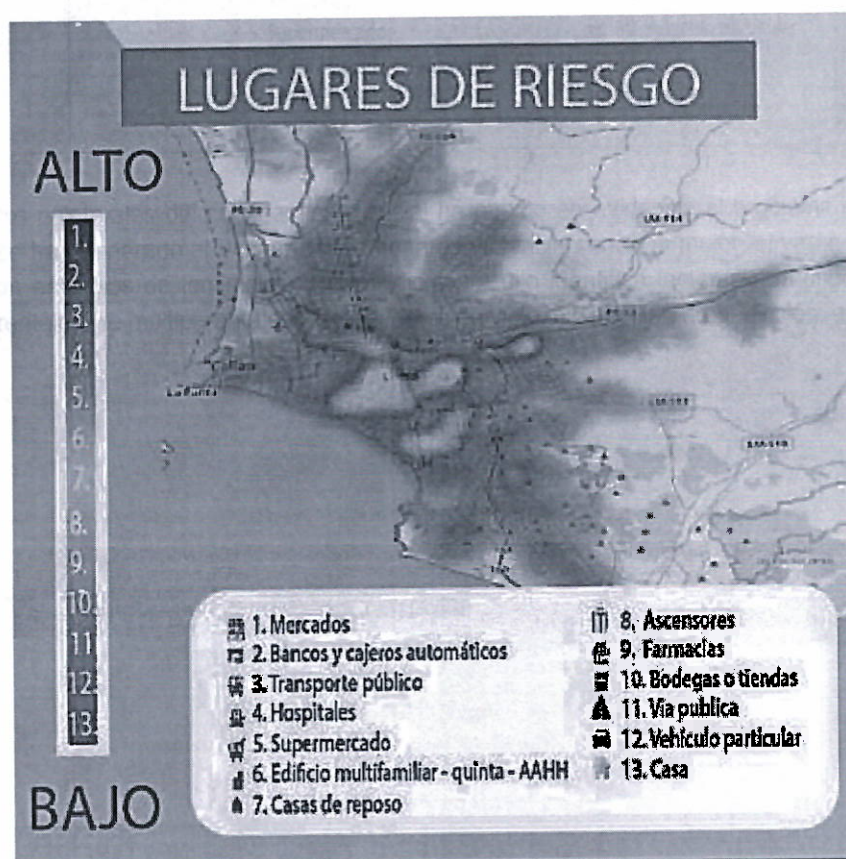 LUGARES DE RIESGO
ALTO
1.
2.
3.
4.
5.
6.
7.
8.
9.
10.
11
12.
13.
BAJO
La Punta
1. Mercados
2. Bancos y cajeros automáticos
3. Transporte público
4. Hospitales
5. Supermercado
6. Edificio multifamiliar - quinta - AAHH
7. Casas de reposo
8. Ascensores
9. Farmacias
10. Bodegas o tiendas
11. Via publica
12. Vehículo particular
13. Casa